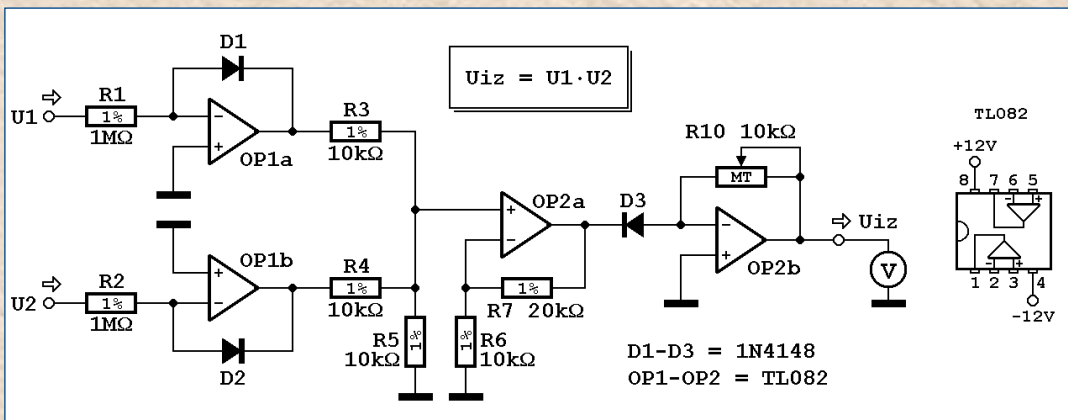 D1
Uiz = U1·U2
R1
1%
1MΩ
U1
-
+
OP1a
R3
1%
10kΩ
R10 10kΩ
MT
TL082
+12V
8 7 6 5
- +
- +
1 2 3 4
-12V
+
-
OP2a
D3
-
+
OP2b
Uiz
V
U2
R2
1%
1MΩ
+
-
OP1b
D2
R4
1%
10kΩ
R5
1%
10kΩ
R6
1%
10kΩ
1%
R7 20kΩ
D1-D3 = 1N4148
OP1-OP2 = TL082